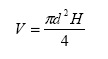 V = πd²H / 4